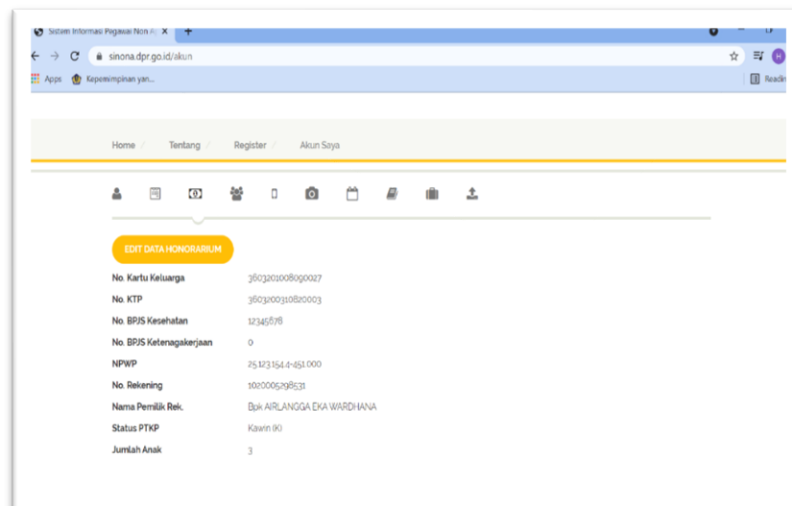 Sistem Informasi Pegawai Non A
sinona.dpr.go.id/akun
Apps Kepemimpinan yan...
Readin
Home / Tentang / Register / Akun Saya
EDIT DATA HONORARIUM
No. Kartu Keluarga 3603201008090027
No. KTP 3603200310820003
No. BPJS Kesehatan 12345678
No. BPJS Ketenagakerjaan 0
NPWP 25.123.154.4-451.000
No. Rekening 1020005298531
Nama Pemilik Rek. Bpk AIRLANGGA EKA WARDHANA
Status PTKP Kawin (K)
Jumlah Anak 3